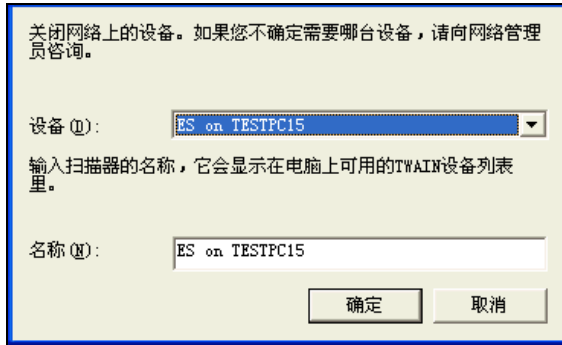 关闭网络上的设备。如果您不确定需要哪台设备，请向网络管理
员咨询。
设备(D): ES on TESTPC15
输入扫描器的名称，它会显示在电脑上可用的TWAIN设备列表
里。
名称(N): ES on TESTPC15
确定 取消